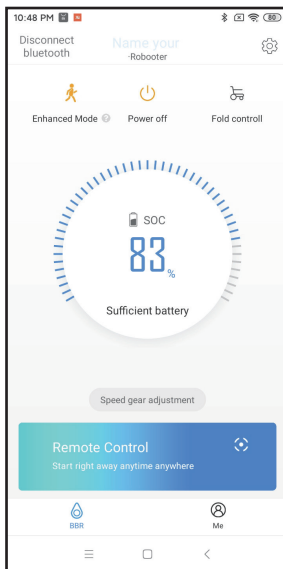 10:48 PM 80
Disconnect
bluetooth
Name your
-Robooter
Enhanced Mode ? Power off Fold controll
SOC
83%
Sufficient battery
Speed gear adjustment
Remote Control
Start right away anytime anywhere
BBR Me